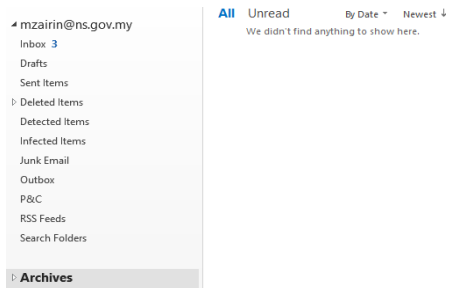 mzairin@ns.gov.my
Inbox 3
Drafts
Sent Items
Deleted Items
Detected Items
Infected Items
Junk Email
Outbox
P&C
RSS Feeds
Search Folders
Archives
All Unread By Date Newest ↓
We didn't find anything to show here.